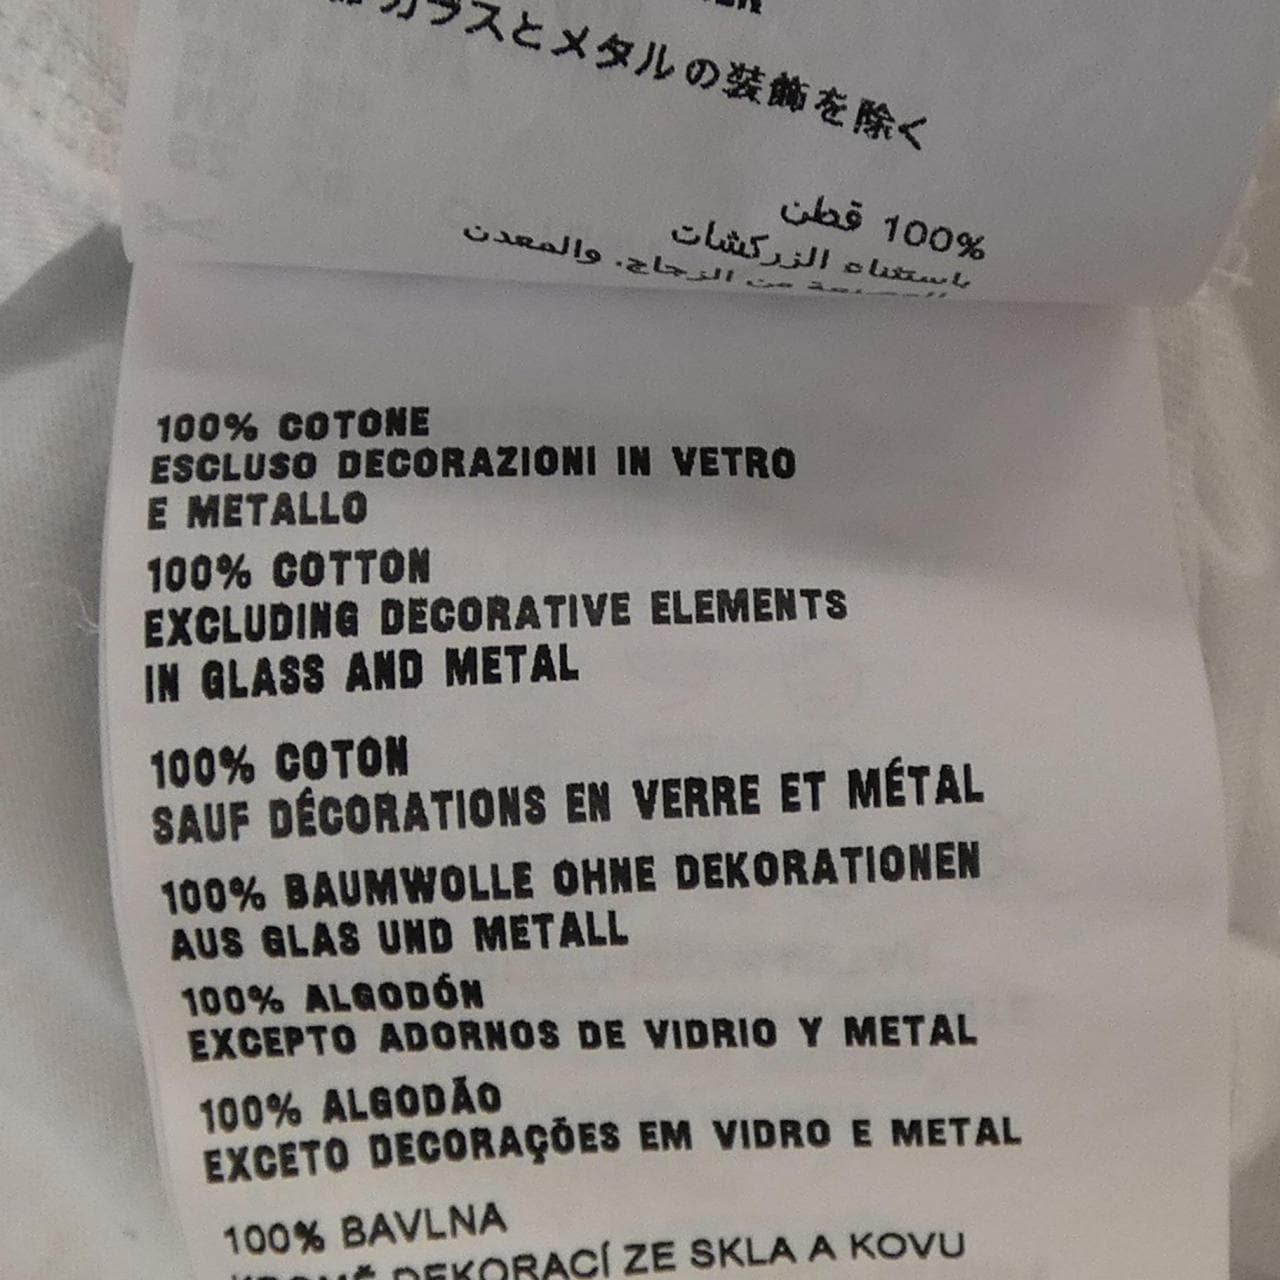 ガラスとメタルの装飾を除く
100% قطن
باستثناء الزركشات
المصنعة من الزجاج. والمعدن
100% COTONE
ESCLUSO DECORAZIONI IN VETRO
E METALLO
100% COTTON
EXCLUDING DECORATIVE ELEMENTS
IN GLASS AND METAL
100% COTON
SAUF DÉCORATIONS EN VERRE ET MÉTAL
100% BAUMWOLLE OHNE DEKORATIONEN
AUS GLAS UND METALL
100% ALGODÓN
EXCEPTO ADORNOS DE VIDRIO Y METAL
100% ALGODÃO
EXCETO DECORAÇÕES EM VIDRO E METAL
100% BAVLNA
KROMĚ DEKORACÍ ZE SKLA A KOVU